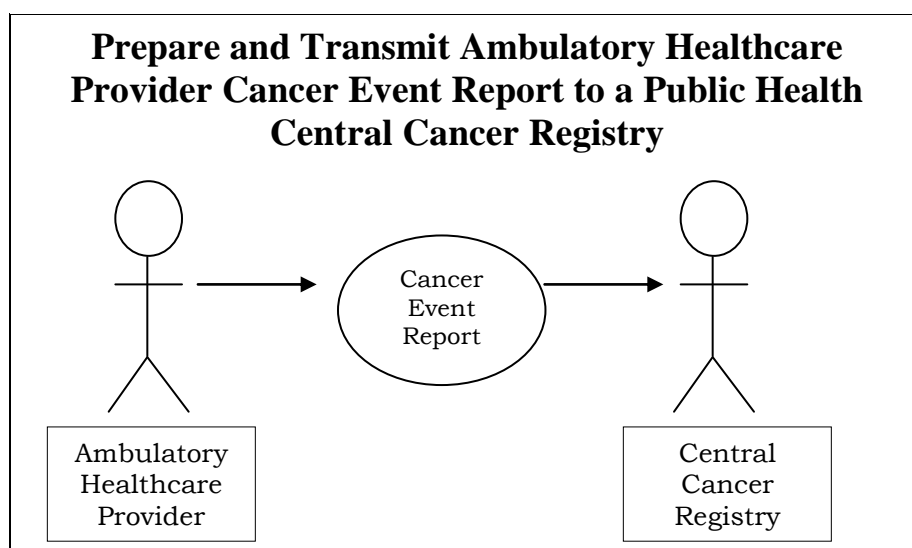 Prepare and Transmit Ambulatory Healthcare
Provider Cancer Event Report to a Public Health
Central Cancer Registry
Cancer
Event
Report
Ambulatory
Healthcare
Provider
Central
Cancer
Registry